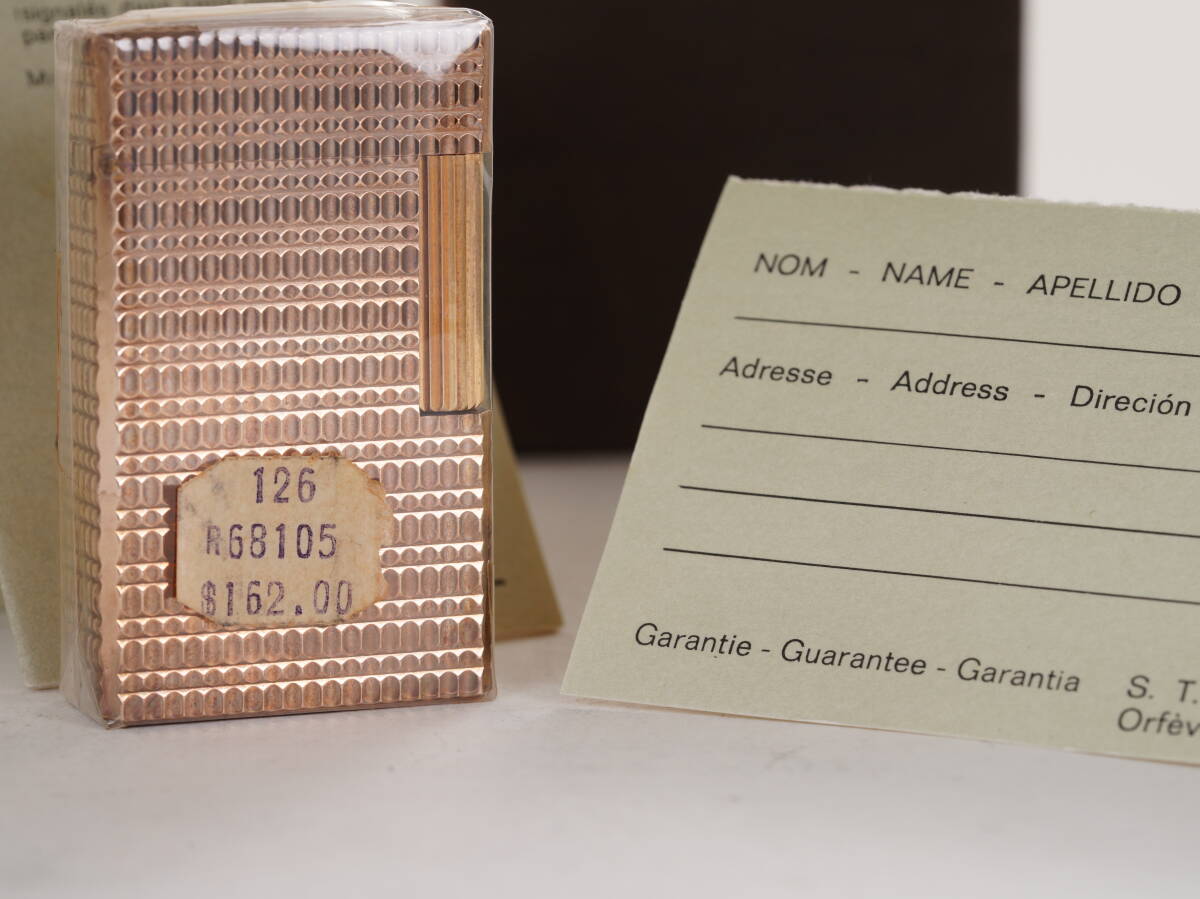 126
R68105
$162.00
NOM - NAME - APELLIDO
Adresse - Address - Direción
Garantie - Guarantee - Garantia
S. T.
Orfèv